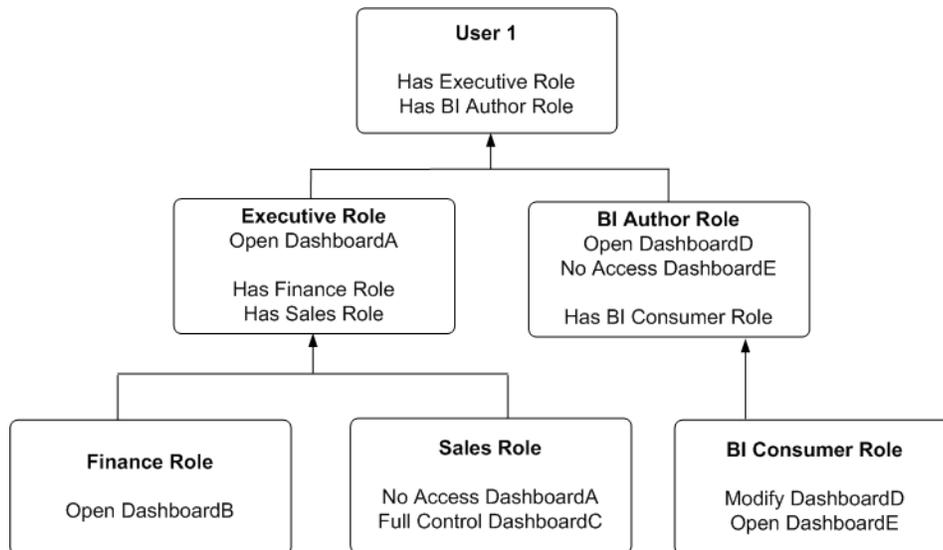 User 1
Has Executive Role
Has BI Author Role
Executive Role
Open DashboardA
Has Finance Role
Has Sales Role
BI Author Role
Open DashboardD
No Access DashboardE
Has BI Consumer Role
Finance Role
Open DashboardB
Sales Role
No Access DashboardA
Full Control DashboardC
BI Consumer Role
Modify DashboardD
Open DashboardE